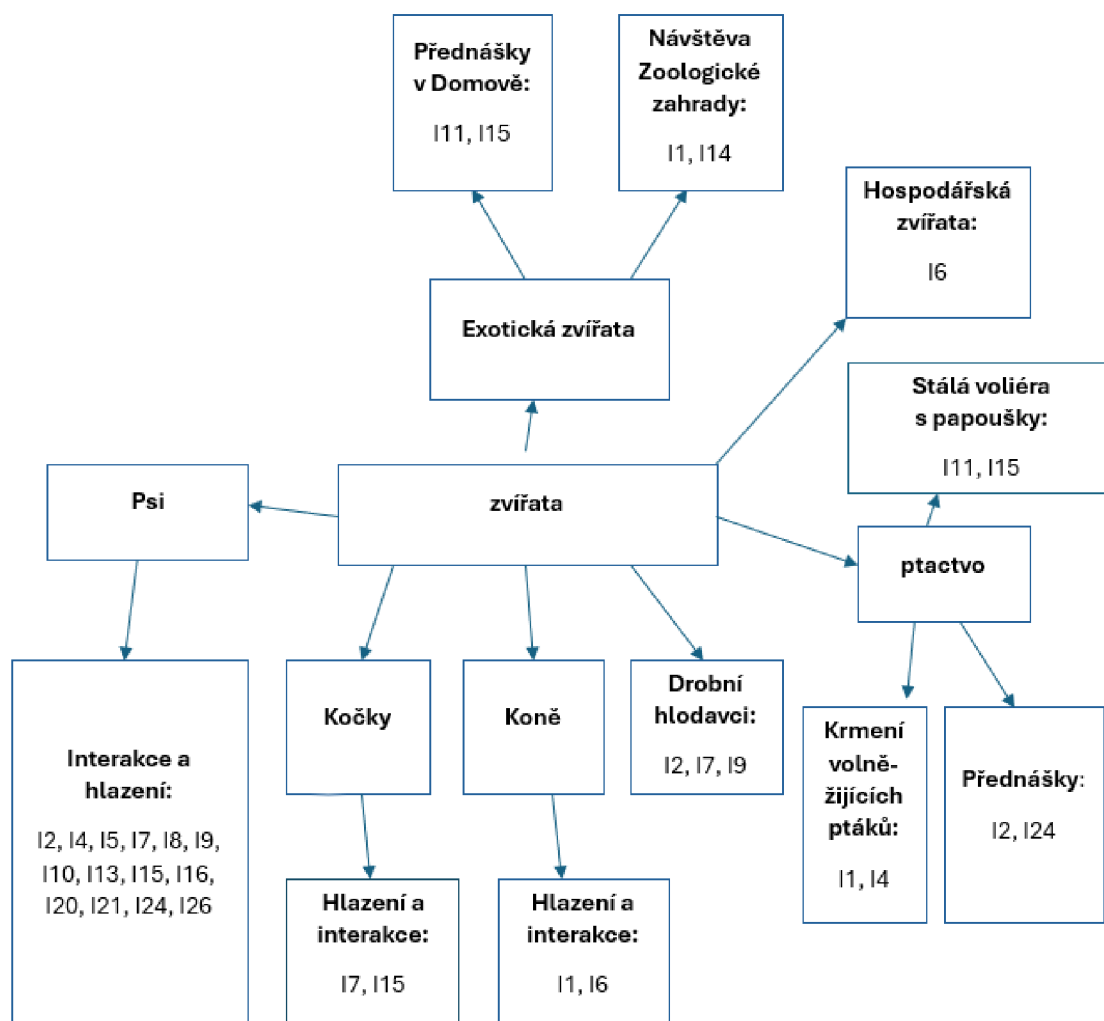 Přednášky
v Domově:
I11, I15
Návštěva
Zoologické
zahrady:
I1, I14
Hospodářská
zvířata:
I6
Exotická zvířata
Stálá voliéra
s papoušky:
I11, I15
Psi
zvířata
ptactvo
Interakce a
hlazení:
I2, I4, I5, I7, I8, I9,
I10, I13, I15, I16,
I20, I21, I24, I26
Kočky
Koně
Drobní
hlodavci:
I2, I7, I9
Krmení
volně-
žijících
ptáků:
I1, I4
Přednášky:
I2, I24
Hlazení a
interakce:
I7, I15
Hlazení a
interakce:
I1, I6